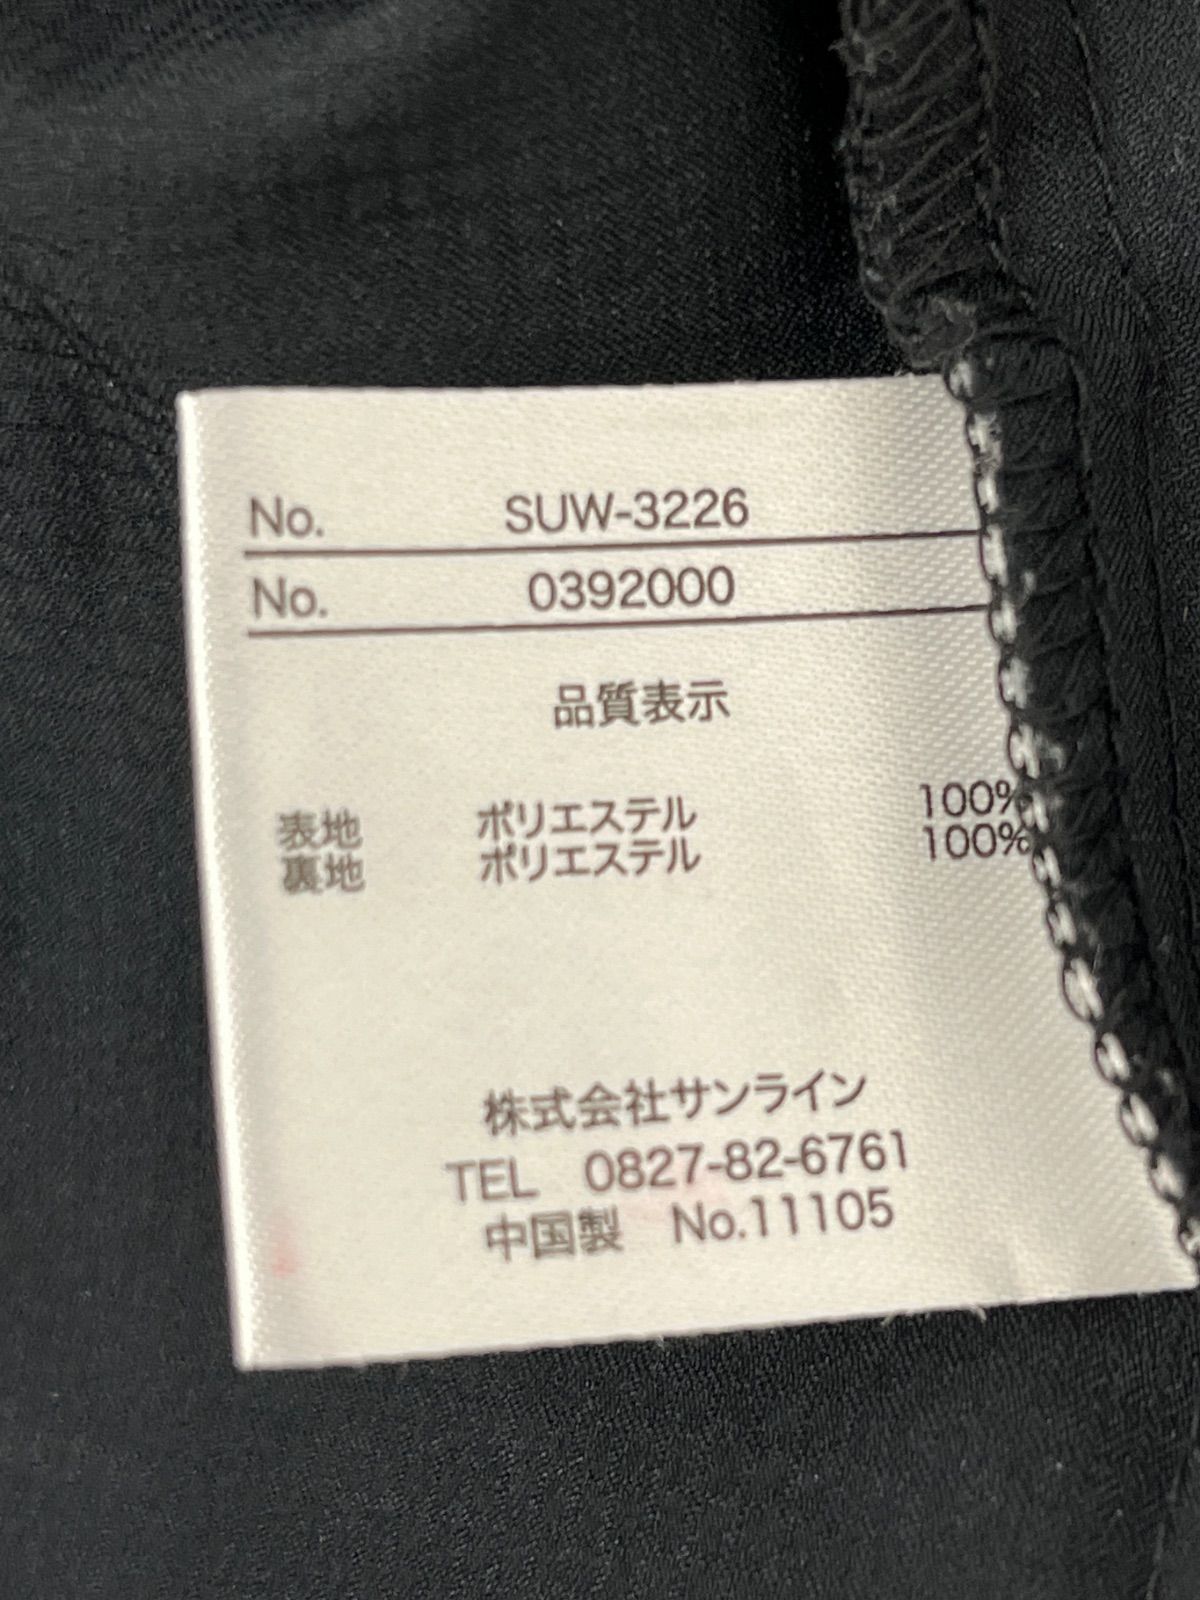 No. SUW-3226
No. 0392000
品質表示
表地 ポリエステル 100%
裏地 ポリエステル 100%
株式会社サンライン
TEL 0827-82-6761
中国製 No.11105